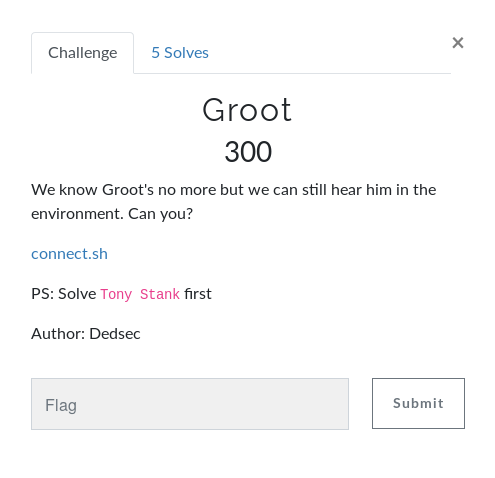 Challenge
5 Solves
×
Groot
300
We know Groot's no more but we can still hear him in the
environment. Can you?
connect.sh
PS: Solve Tony Stank first
Author: Dedsec
Flag
Submit